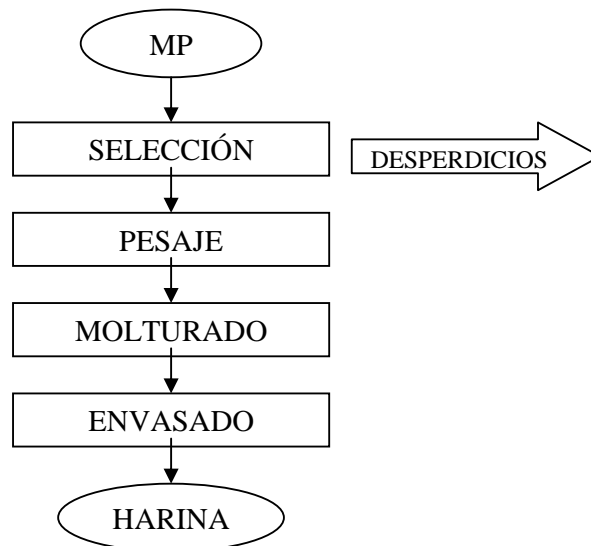 MP
SELECCIÓN
DESPERDICIOS
PESAJE
MOLTURADO
ENVASADO
HARINA